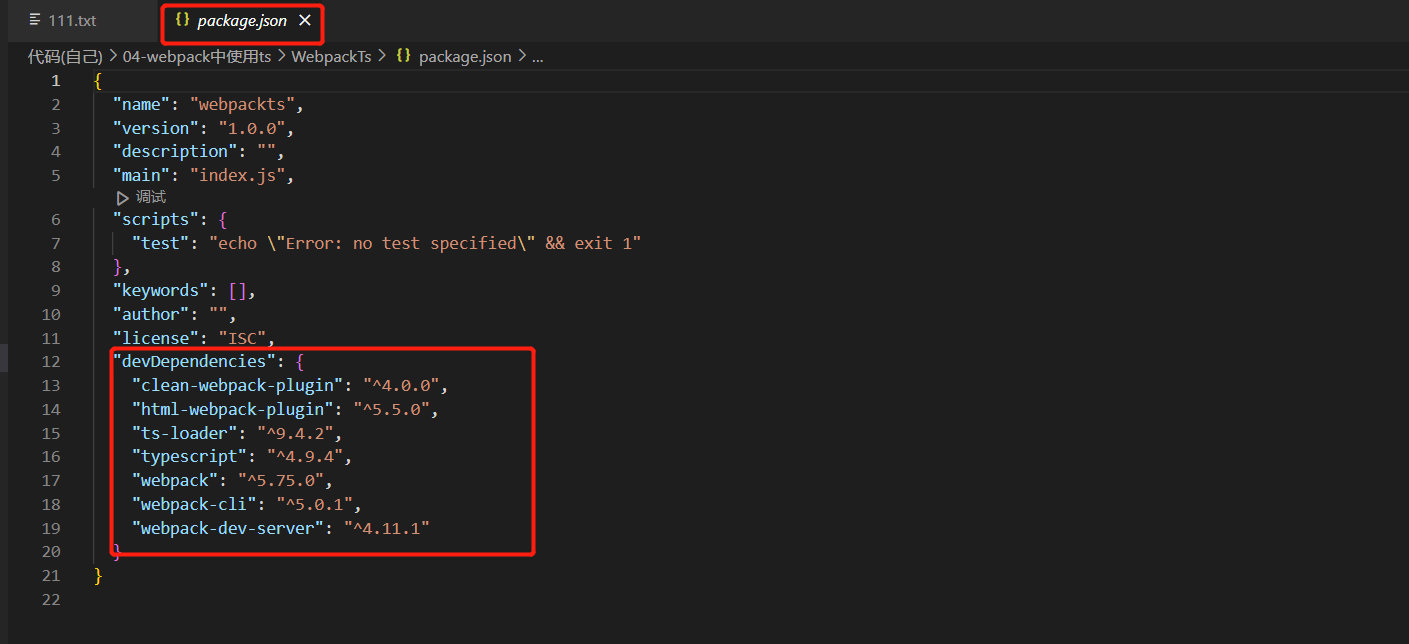 111.txt
{} package.json ×
代码(自己) > 04-webpack中使用ts > WebpackTs > {} package.json > ...
1 {
2 "name": "webpackts",
3 "version": "1.0.0",
4 "description": "",
5 "main": "index.js",
调试
6 "scripts": {
7 "test": "echo \"Error: no test specified\" && exit 1"
8 },
9 "keywords": [],
10 "author": "",
11 "license": "ISC",
12 "devDependencies": {
13 "clean-webpack-plugin": "^4.0.0",
14 "html-webpack-plugin": "^5.5.0",
15 "ts-loader": "^9.4.2",
16 "typescript": "^4.9.4",
17 "webpack": "^5.75.0",
18 "webpack-cli": "^5.0.1",
19 "webpack-dev-server": "^4.11.1"
20 }
21 }
22